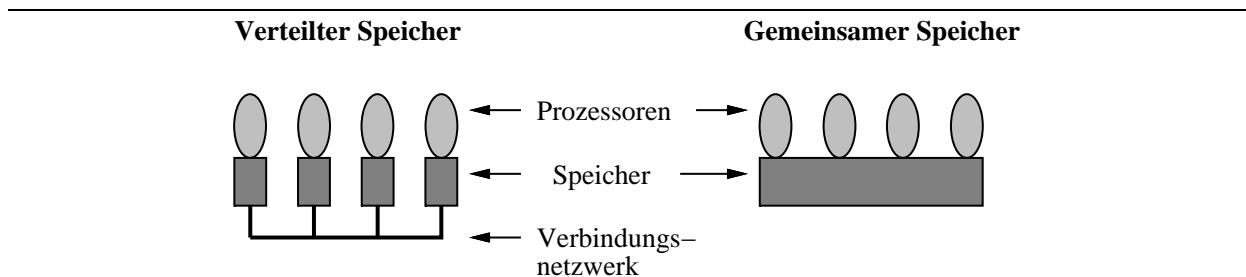 Verteilter Speicher
Gemeinsamer Speicher
Prozessoren
Speicher
Verbindungs–
netzwerk